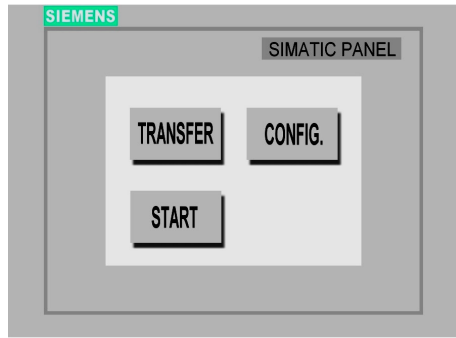 SIEMENS
SIMATIC PANEL
TRANSFER
CONFIG.
START